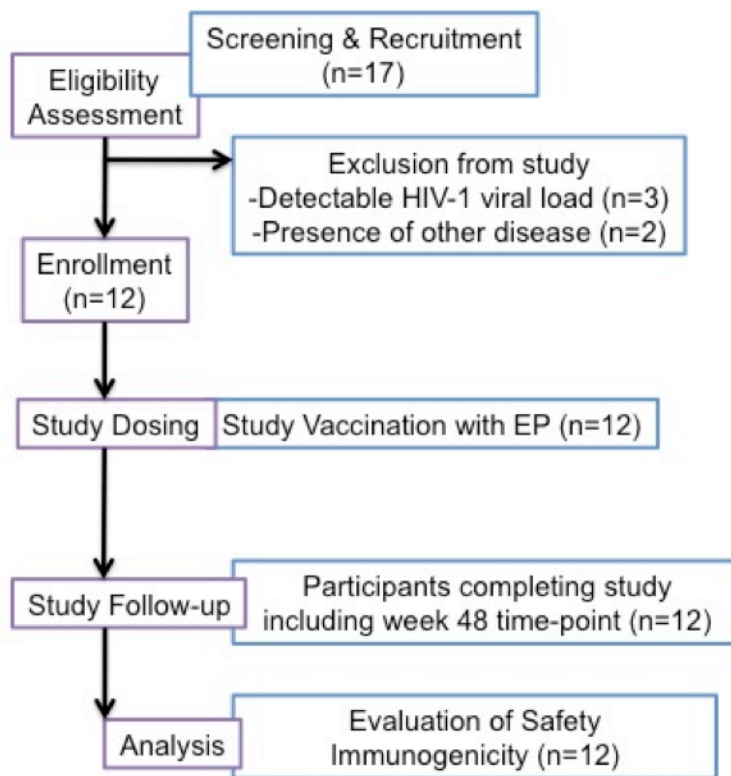 Screening & Recruitment
(n=17)
Eligibility
Assessment
Exclusion from study
-Detectable HIV-1 viral load (n=3)
-Presence of other disease (n=2)
Enrollment
(n=12)
Study Dosing
Study Vaccination with EP (n=12)
Study Follow-up
Participants completing study
including week 48 time-point (n=12)
Analysis
Evaluation of Safety
Immunogenicity (n=12)